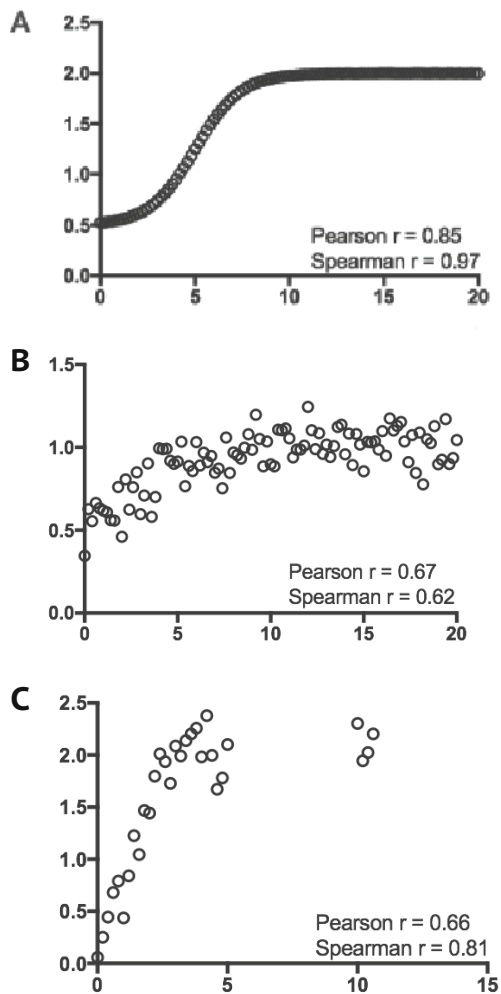 A
2.5
2.0
1.5
1.0
0.5
0.0
0 5 10 15 20
Pearson r = 0.85
Spearman r = 0.97
B
1.5
1.0
0.5
0.0
0 5 10 15 20
Pearson r = 0.67
Spearman r = 0.62
C
2.5
2.0
1.5
1.0
0.5
0.0
0 5 10 15
Pearson r = 0.66
Spearman r = 0.81